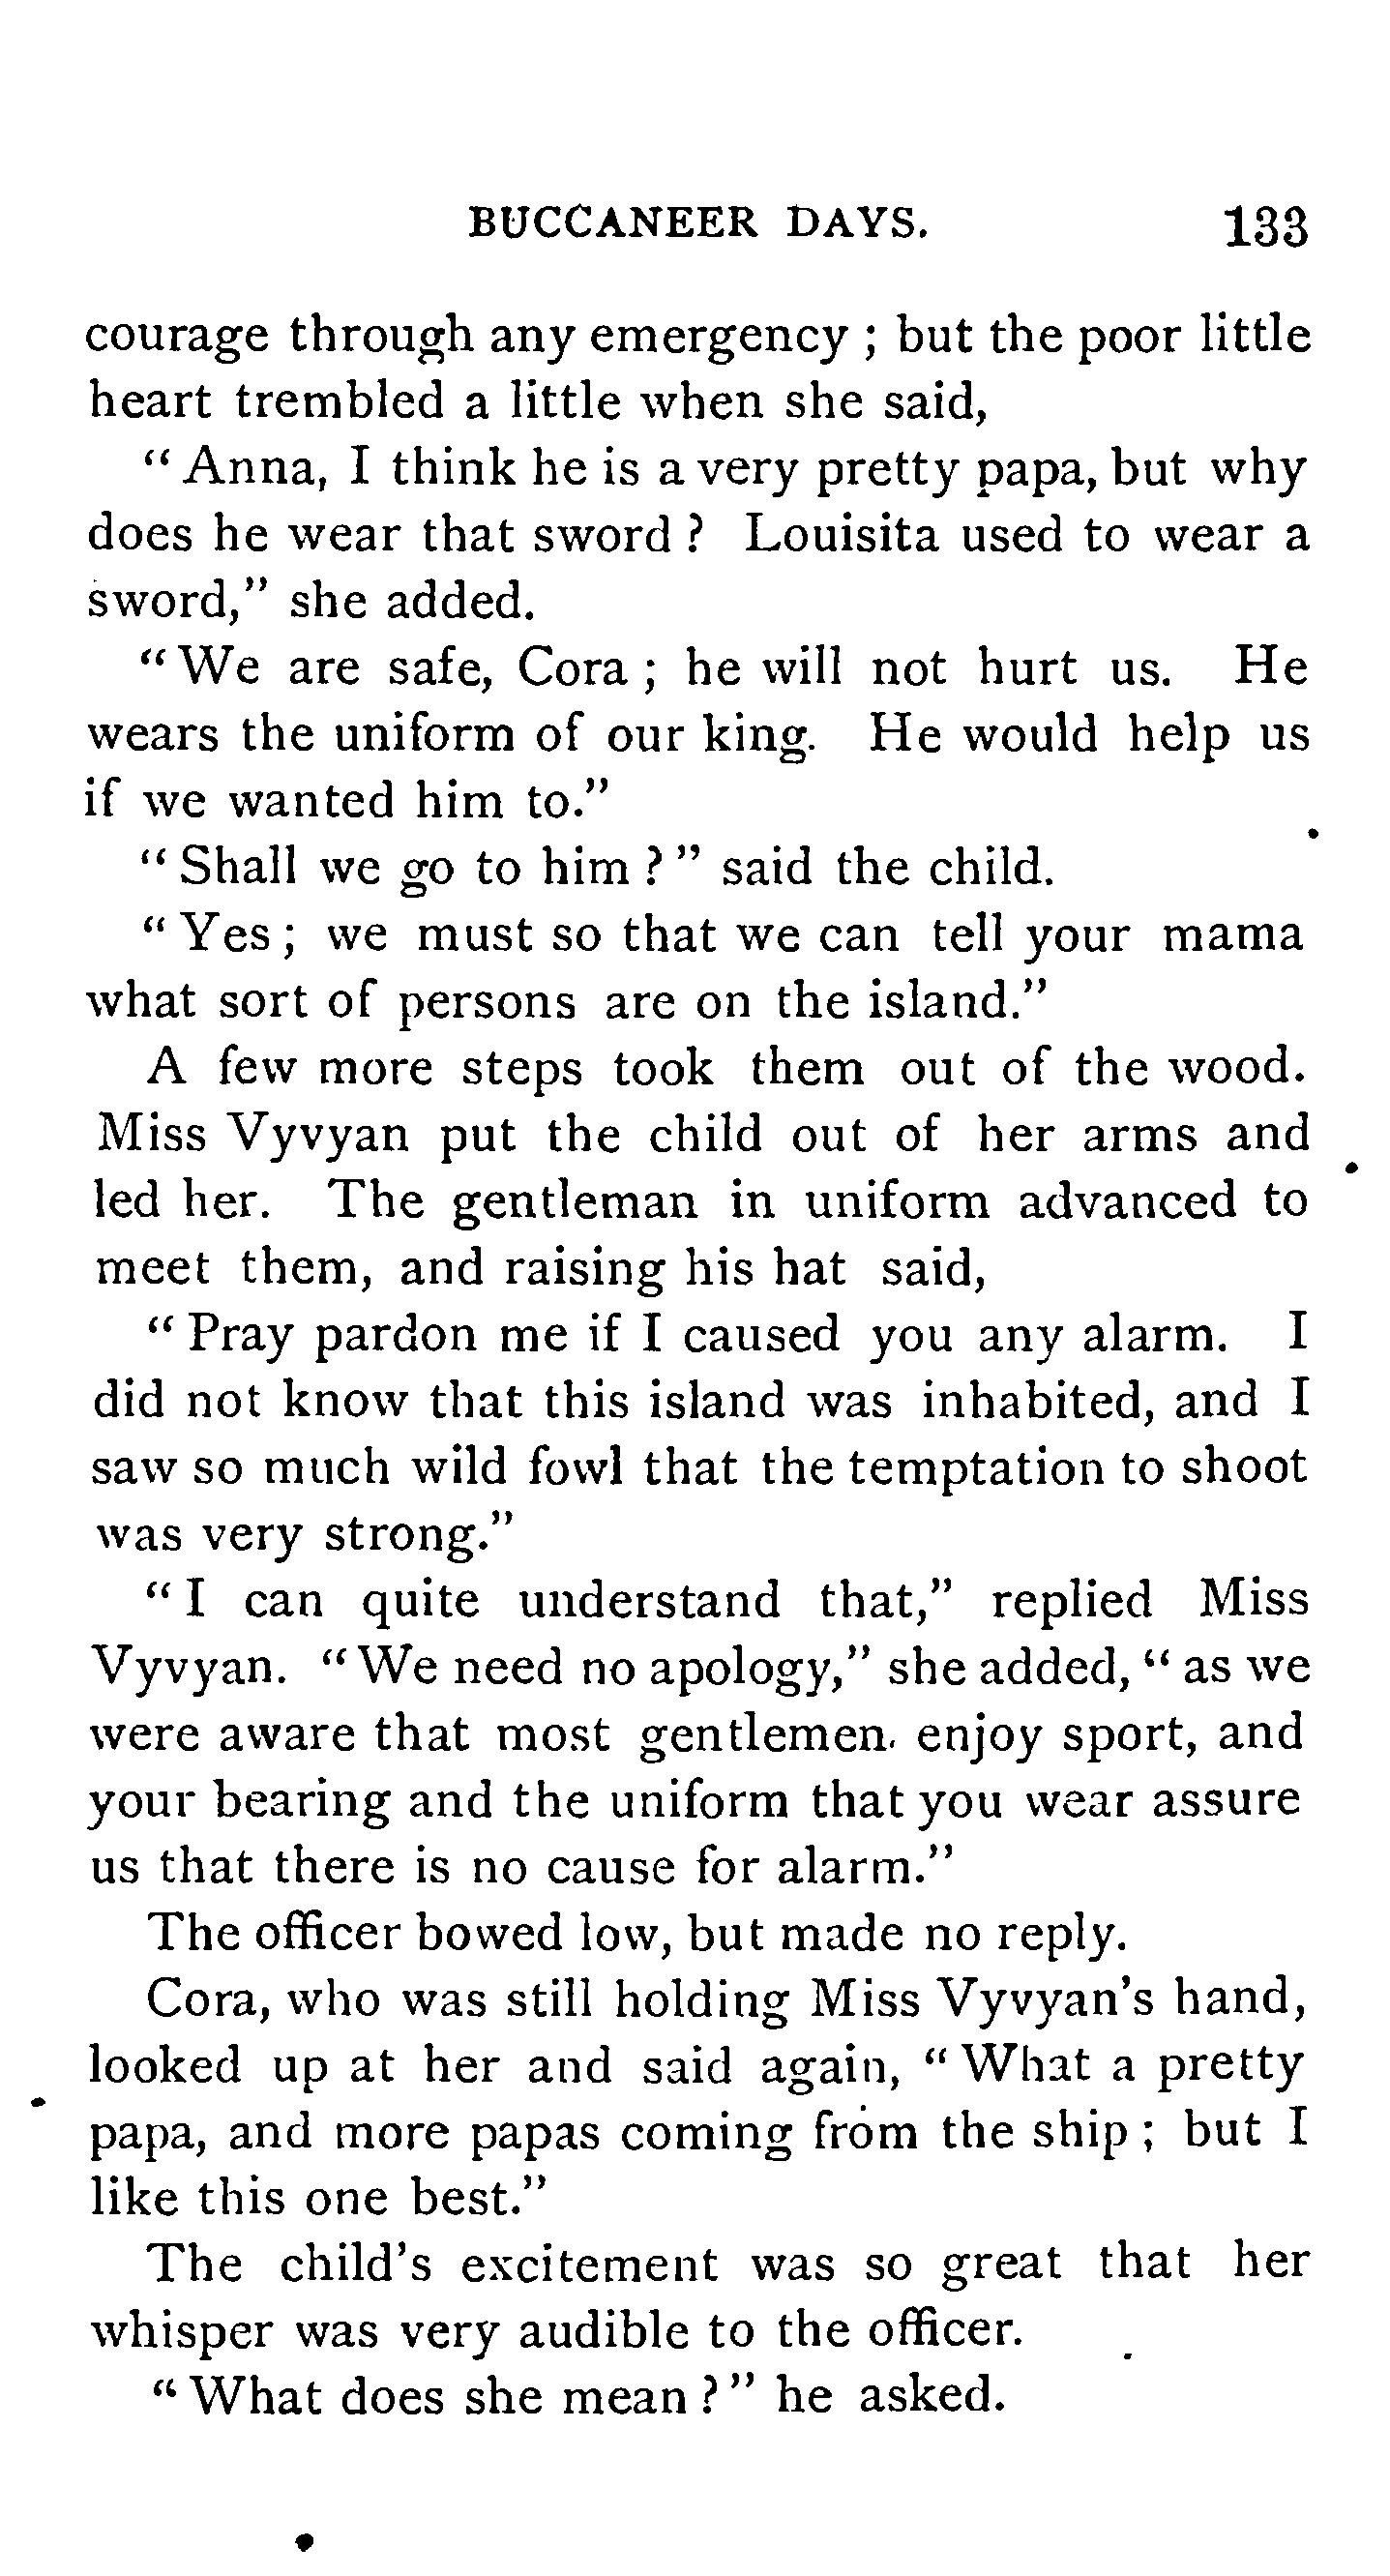 BUCCANEER DAYS. 133
courage through any emergency ; but the poor little
heart trembled a little when she said,
“ Anna, I think he is a very pretty papa, but why
does he wear that sword ? Louisita used to wear a
sword,” she added.
“ We are safe, Cora ; he will not hurt us. He
wears the uniform of our king. He would help us
if we wanted him to.”
“ Shall we go to him ? ” said the child.
“ Yes ; we must so that we can tell your mama
what sort of persons are on the island.”
A few more steps took them out of the wood.
Miss Vyvyan put the child out of her arms and
led her. The gentleman in uniform advanced to
meet them, and raising his hat said,
“ Pray pardon me if I caused you any alarm. I
did not know that this island was inhabited, and I
saw so much wild fowl that the temptation to shoot
was very strong.”
“ I can quite understand that,” replied Miss
Vyvyan. “ We need no apology,” she added, “ as we
were aware that most gentlemen enjoy sport, and
your bearing and the uniform that you wear assure
us that there is no cause for alarm.”
The officer bowed low, but made no reply.
Cora, who was still holding Miss Vyvyan’s hand,
looked up at her and said again, “ What a pretty
papa, and more papas coming from the ship ; but I
like this one best.”
The child’s excitement was so great that her
whisper was very audible to the officer.
“ What does she mean ? ” he asked.